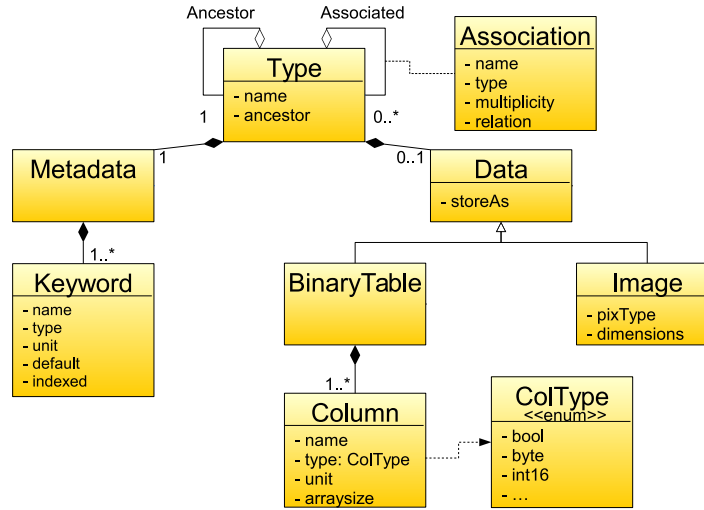 Ancestor
Associated
Type
- name
- ancestor
1
0..*
Association
- name
- type
- multiplicity
- relation
1
0..1
Metadata
Data
- storeAs
1..*
Keyword
- name
- type
- unit
- default
- indexed
BinaryTable
Image
- pixType
- dimensions
1..*
Column
- name
- type: ColType
- unit
- arraysize
ColType
<<enum>>
- bool
- byte
- int16
- ...